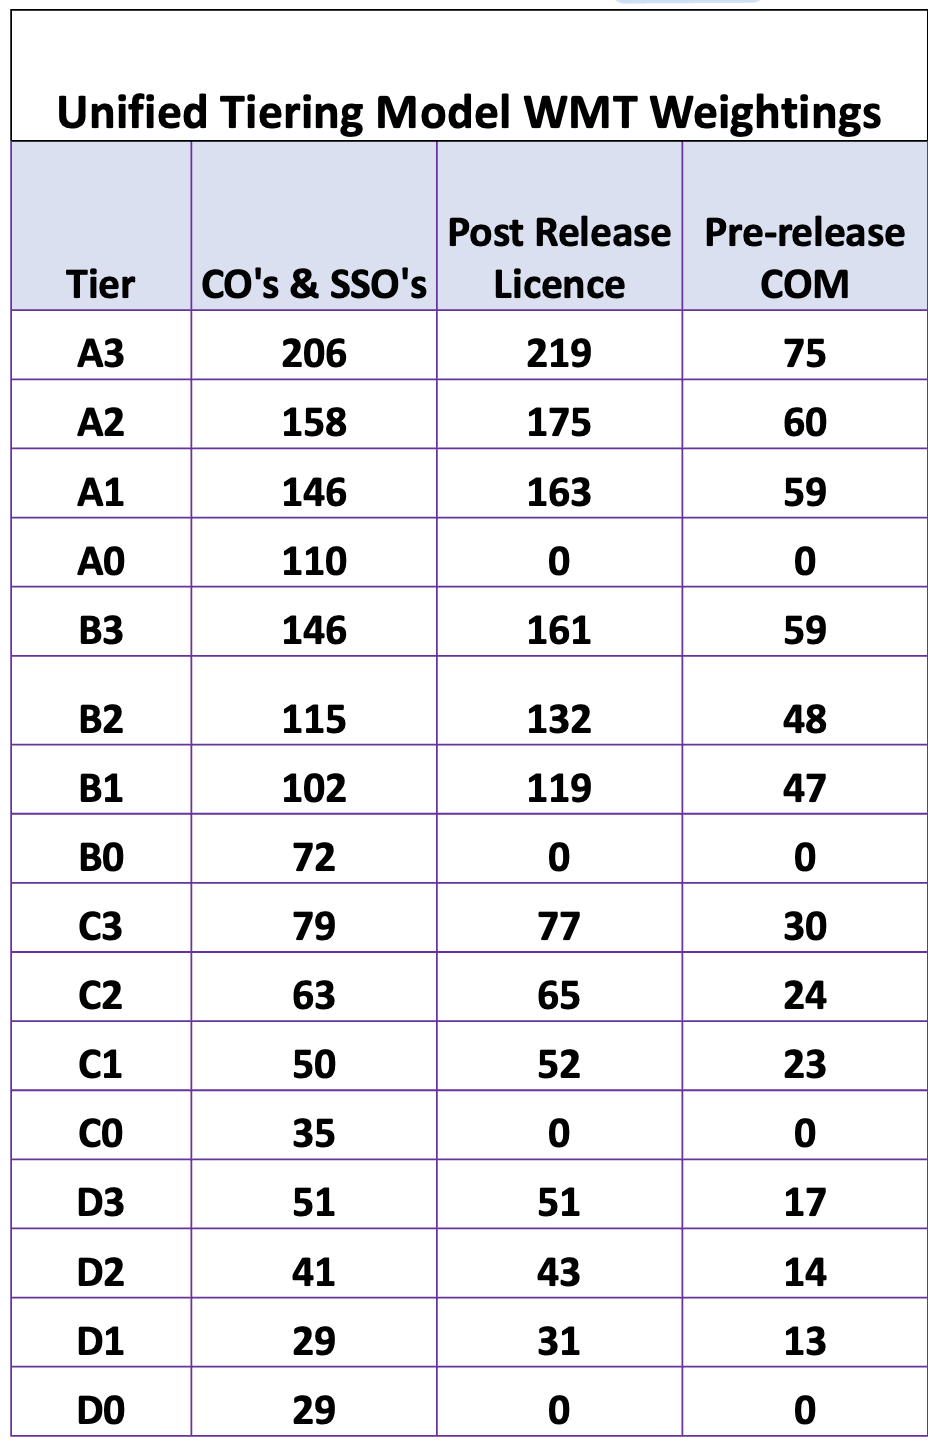 Unified Tiering Model WMT Weightings
Tier CO's & SSO's Post Release Licence Pre-release COM
A3 206 219 75
A2 158 175 60
A1 146 163 59
A0 110 0 0
B3 146 161 59
B2 115 132 48
B1 102 119 47
B0 72 0 0
C3 79 77 30
C2 63 65 24
C1 50 52 23
C0 35 0 0
D3 51 51 17
D2 41 43 14
D1 29 31 13
D0 29 0 0